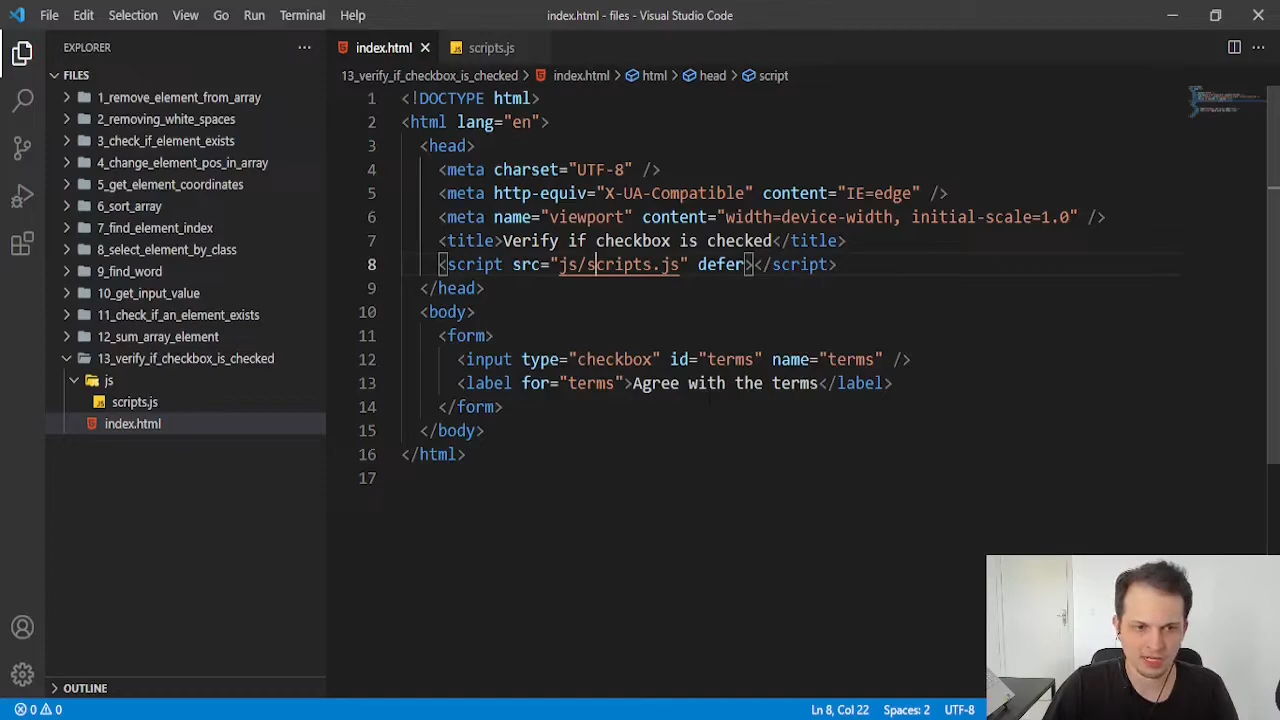 File Edit Selection View Go Run Terminal Help
index.html - files - Visual Studio Code
EXPLORER
FILES
1_remove_element_from_array
2_removing_white_spaces
3_check_if_element_exists
4_change_element_pos_in_array
5_get_element_coordinates
6_sort_array
7_find_element_index
8_select_element_by_class
9_find_word
10_get_input_value
11_check_if_an_element_exists
12_sum_array_element
13_verify_if_checkbox_is_checked
js
JS scripts.js
index.html
OUTLINE
index.html
JS scripts.js
13_verify_if_checkbox_is_checked > index.html > html > head > script
1 <!DOCTYPE html>
2 <html lang="en">
3 <head>
4 <meta charset="UTF-8" />
5 <meta http-equiv="X-UA-Compatible" content="IE=edge" />
6 <meta name="viewport" content="width=device-width, initial-scale=1.0" />
7 <title>Verify if checkbox is checked</title>
8 <script src="js/scripts.js" defer></script>
9 </head>
10 <body>
11 <form>
12 <input type="checkbox" id="terms" name="terms" />
13 <label for="terms">Agree with the terms</label>
14 </form>
15 </body>
16 </html>
17
0 0
Ln 8, Col 22 Spaces: 2 UTF-8